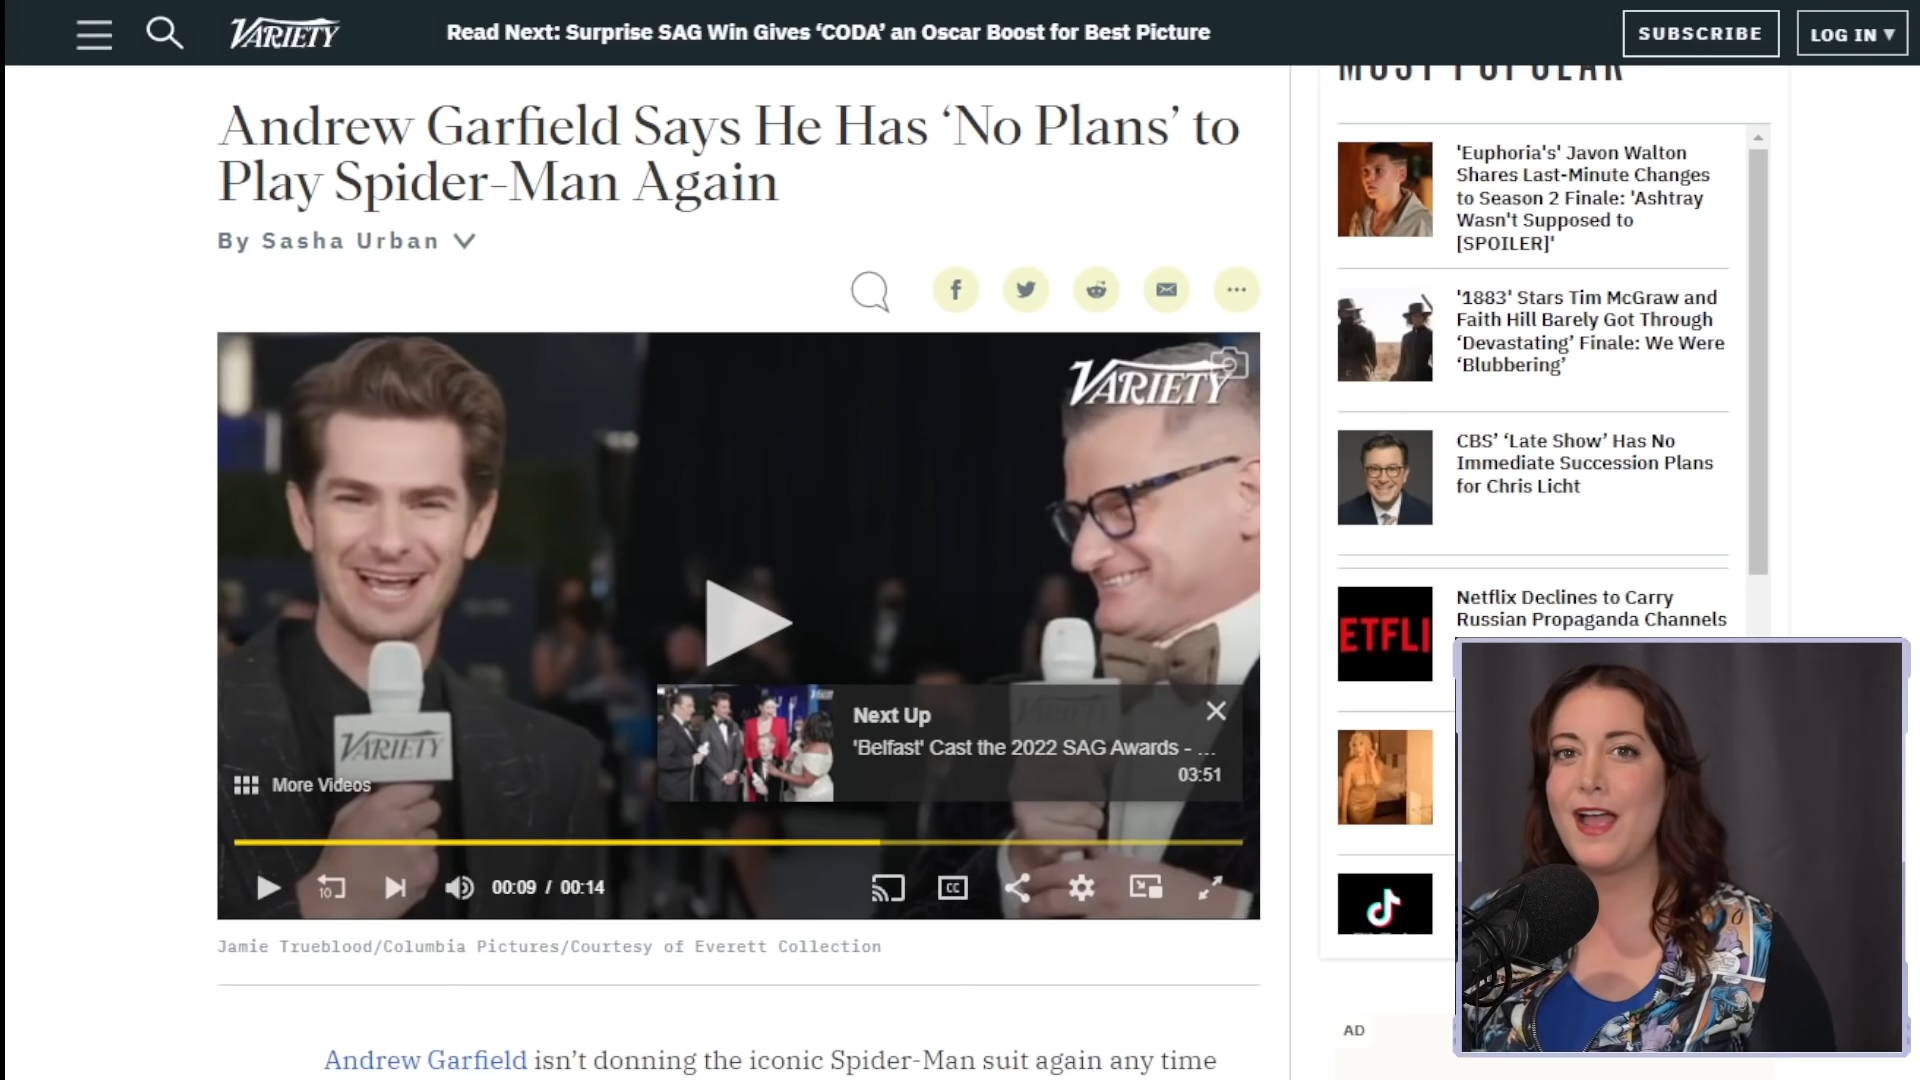 VARIETY
Read Next: Surprise SAG Win Gives ‘CODA’ an Oscar Boost for Best Picture
SUBSCRIBE
LOG IN ▼
MOST POPULAR
Andrew Garfield Says He Has ‘No Plans’ to
Play Spider-Man Again
By Sasha Urban
VARIETY
VARIETY
Next Up
'Belfast' Cast the 2022 SAG Awards - ...
03:51
More Videos
10
00:09 / 00:14
CC
Jamie Trueblood/Columbia Pictures/Courtesy of Everett Collection
Andrew Garfield isn’t donning the iconic Spider-Man suit again any time
'Euphoria's' Javon Walton
Shares Last-Minute Changes
to Season 2 Finale: 'Ashtray
Wasn't Supposed to
[SPOILER]'
'1883' Stars Tim McGraw and
Faith Hill Barely Got Through
‘Devastating’ Finale: We Were
‘Blubbering’
CBS’ ‘Late Show’ Has No
Immediate Succession Plans
for Chris Licht
ETFLI
Netflix Declines to Carry
Russian Propaganda Channels
AD